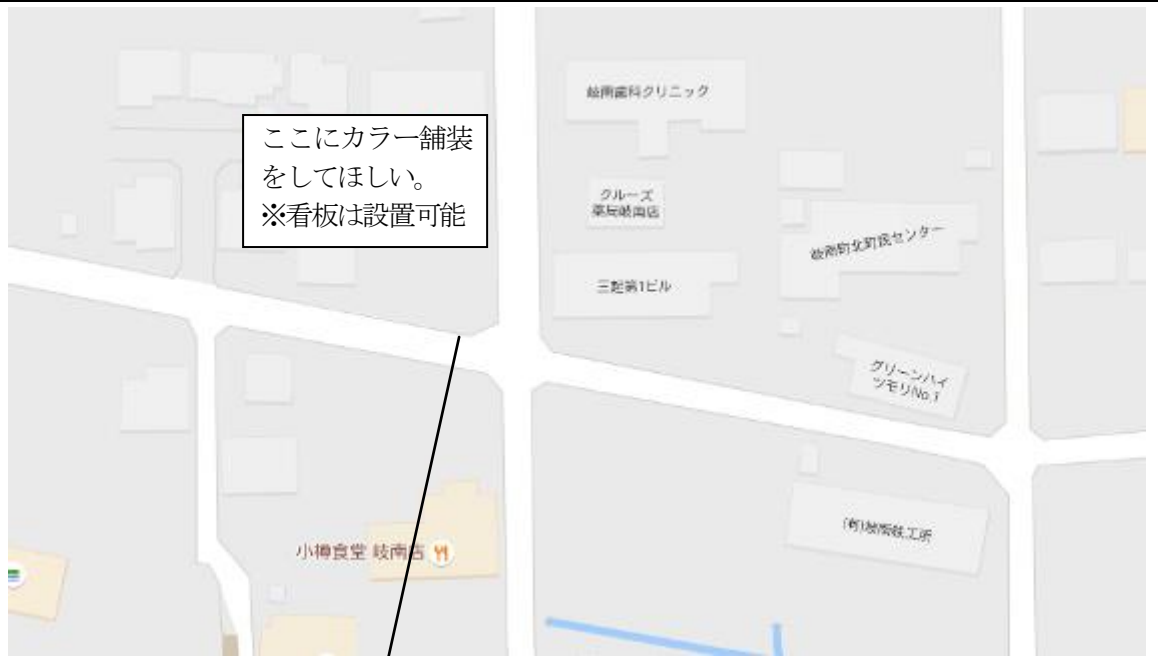 岐南歯科クリニック
ここにカラー舗装
をしてほしい。
※看板は設置可能
クルーズ
薬局岐南店
岐南町北町民センター
三起第1ビル
グリーンハイ
ツモリNo.1
(有)岐南鉄工所
小樽食堂 岐南店